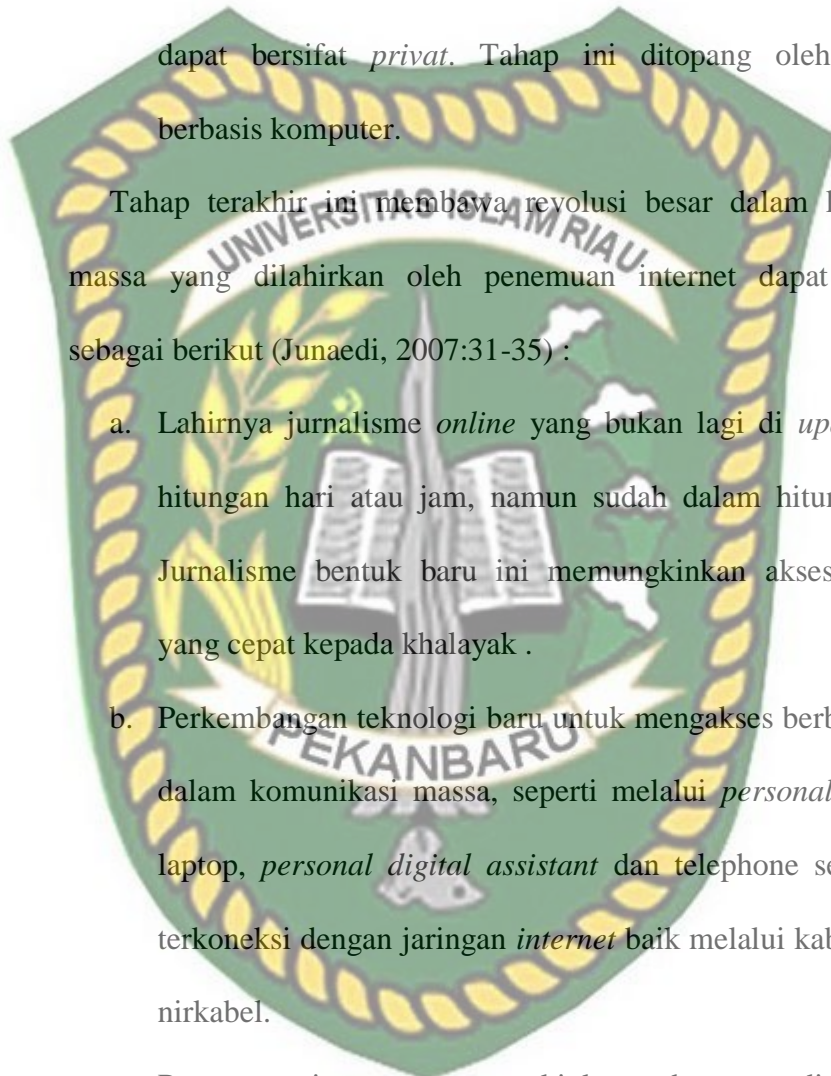 dapat bersifat privat. Tahap ini ditopang oleh
berbasis komputer.
Tahap terakhir ini membawa revolusi besar dalam
UNIVERSITAS ISLAM RIAU
massa yang dilahirkan oleh penemuan internet dapat
sebagai berikut (Junaedi, 2007:31-35) :
a. Lahirnya jurnalisme online yang bukan lagi di
hitungan hari atau jam, namun sudah dalam
Jurnalisme bentuk baru ini memungkinkan akses
yang cepat kepada khalayak .
b. Perkembangan teknologi baru untuk mengakses
PEKANBARU
dalam komunikasi massa, seperti melalui personal
laptop, personal digital assistant dan telephone
terkoneksi dengan jaringan internet baik melalui
nirkabel.